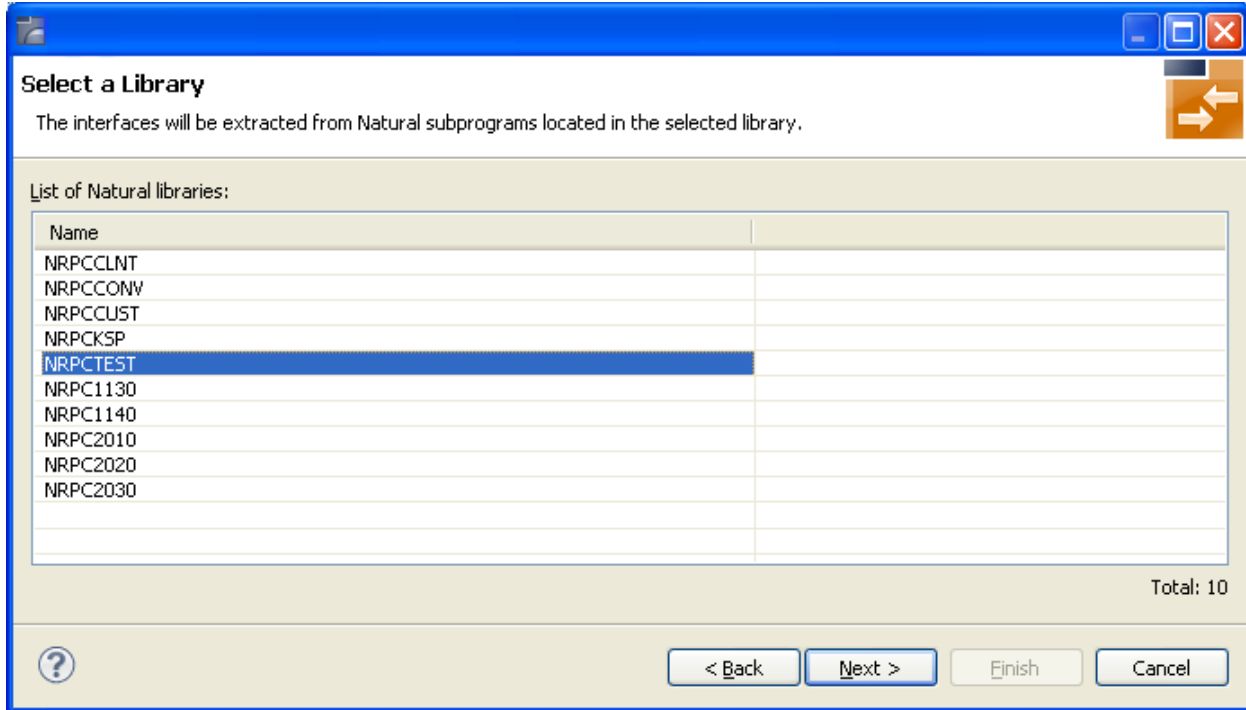 Select a Library
The interfaces will be extracted from Natural subprograms located in the selected library.
List of Natural libraries:
Name
NRPCCLNT
NRPCCONV
NRPCCUST
NRPCKSP
NRPCTEST
NRPC1130
NRPC1140
NRPC2010
NRPC2020
NRPC2030
Total: 10
? < Back Next > Finish Cancel